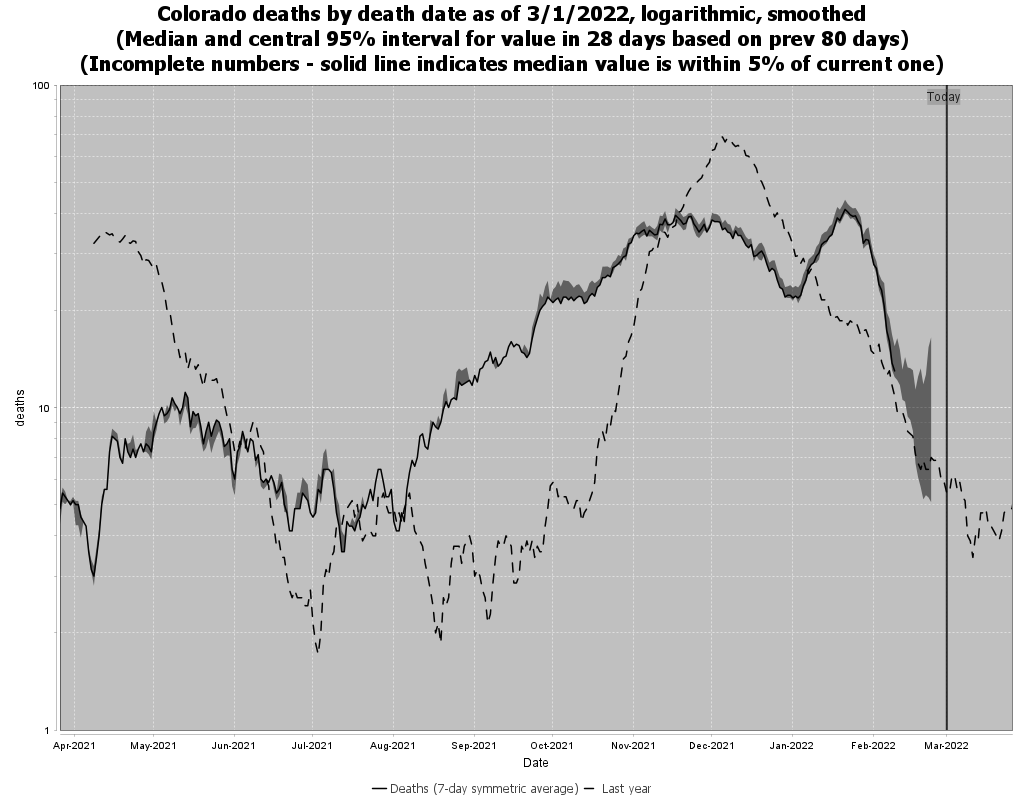 Colorado deaths by death date as of 3/1/2022, logarithmic, smoothed
(Median and central 95% interval for value in 28 days based on prev 80 days)
(Incomplete numbers - solid line indicates median value is within 5% of current one)
Today
100
10
1
deaths
Apr-2021 May-2021 Jun-2021 Jul-2021 Aug-2021 Sep-2021 Oct-2021 Nov-2021 Dec-2021 Jan-2022 Feb-2022 Mar-2022
Date
Deaths (7-day symmetric average) Last year